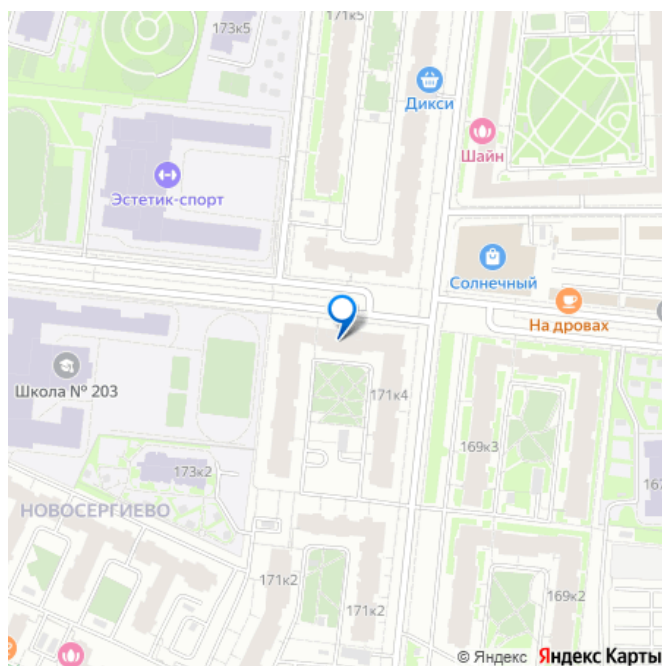 173к5
171к5
Дикси
Шайн
Эстетик-спорт
Солнечный
На дровах
Школа № 203
171к4
169к3
173к2
167
НОВОСЕРГИЕВО
171к2
171к2
169к2
© Яндекс Яндекс Карты